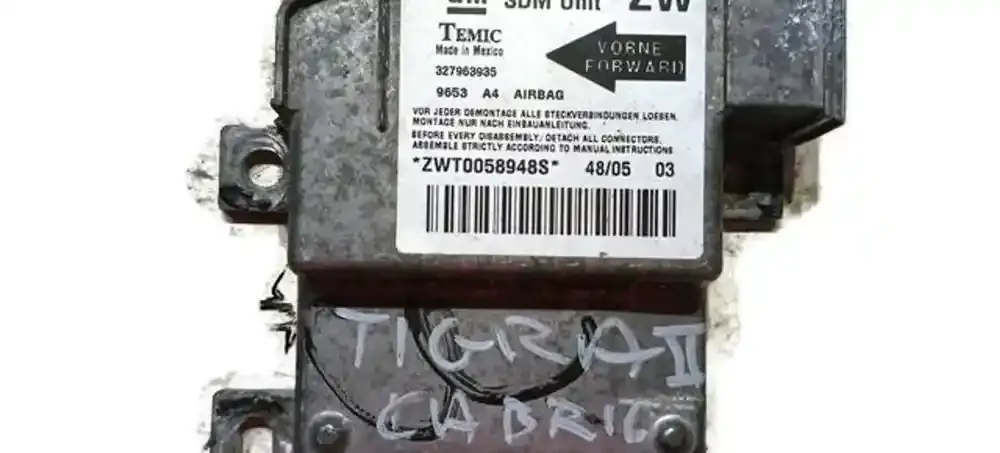 GM SDM Unit ZW
TEMIC
Made in Mexico
VORNE
FORWARD
327963935
9653 A4 AIRBAG
VOR JEDER DEMONTAGE ALLE STECKVERBINDUNGEN LOESEN.
MONTAGE NUR NACH EINBAUANLEITUNG.
BEFORE EVERY DISASSEMBLY, DETACH ALL CONNECTORS.
ASSEMBLE STRICTLY ACCORDING TO MANUAL INSTRUCTIONS
*ZWT0058948S* 48/05 03
TIGRA II
CABRIO